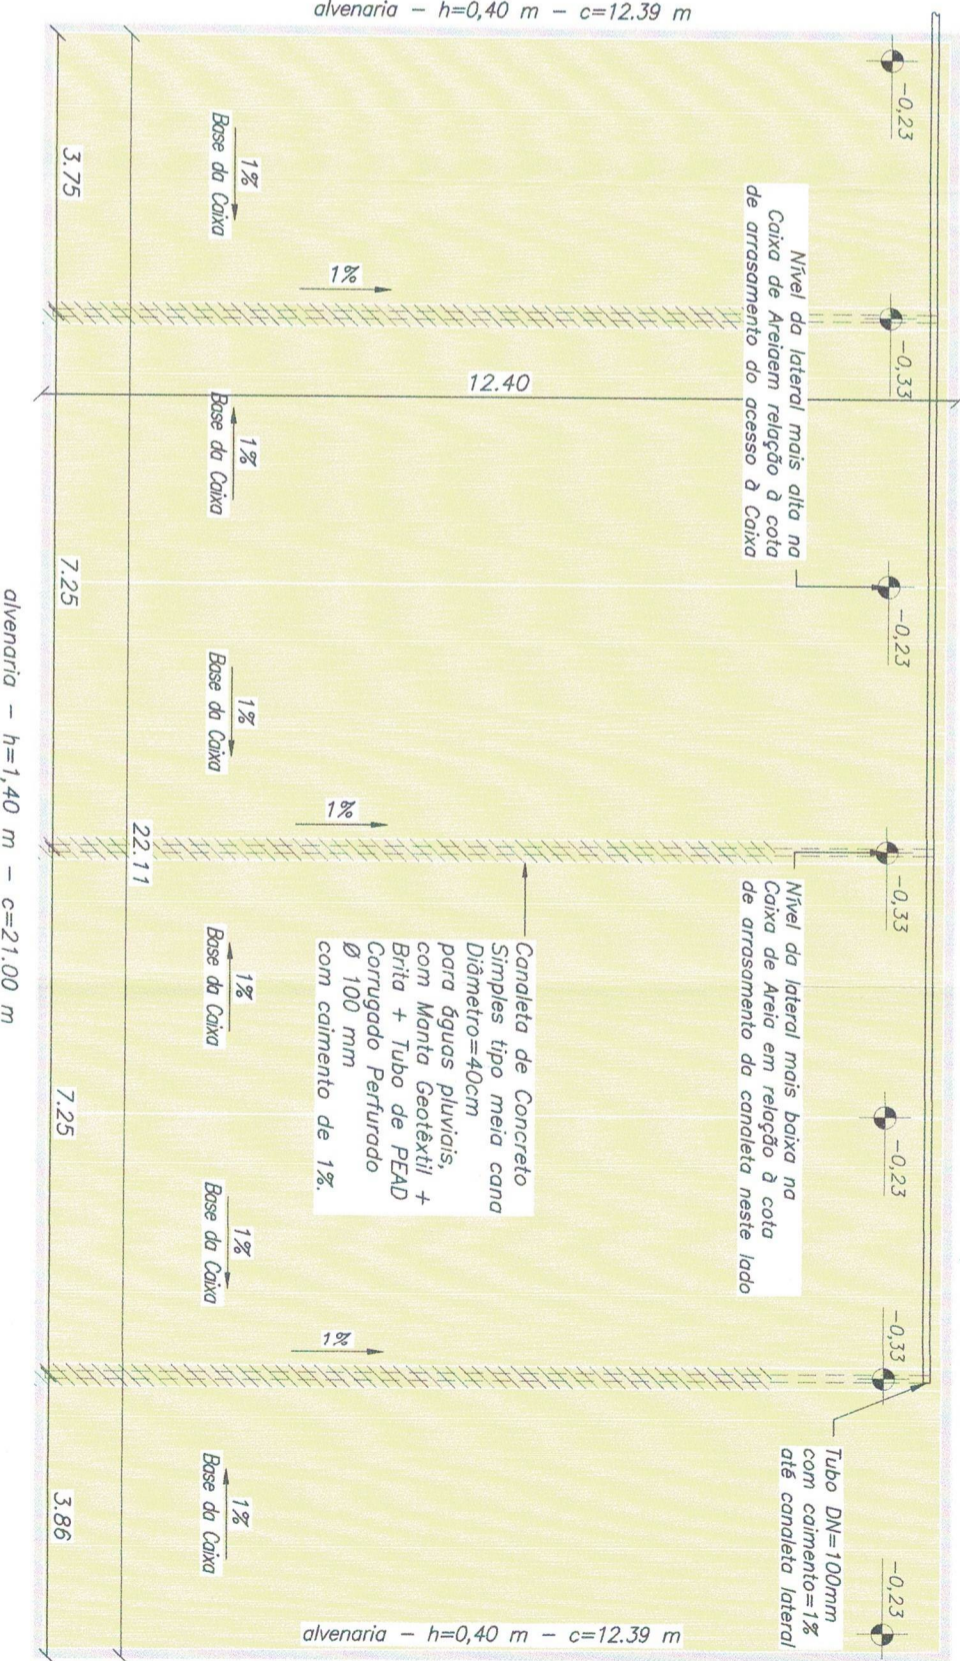 alvenaria - h=0,40 m - c=12.39 m
-0,23
-0,33
-0,23
-0,33
-0,23
-0,33
-0,23
Nível da lateral mais alta na
Caixa de Areiaem relação à cota
de arrasamento do acesso à Caixa
Nível da lateral mais baixa na
Caixa de Areia em relação à cota
de arrasamento da canaleta neste lado
Tubo DN=100mm
com caimento=1%
até canaleta lateral
12.40
Canaleta de Concreto
Simples tipo meia cana
Diâmetro=40cm
para águas pluviais,
com Manta Geotêxtil +
Brita + Tubo de PEAD
Corrugado Perfurado
Ø 100 mm
com caimento de 1%.
1%
1%
1%
1%
Base da Caixa
1%
Base da Caixa
1%
Base da Caixa
1%
Base da Caixa
1%
Base da Caixa
1%
Base da Caixa
22.11
3.75
7.25
7.25
3.86
alvenaria - h=0,40 m - c=12.39 m
alvenaria - h=1,40 m - c=21.00 m